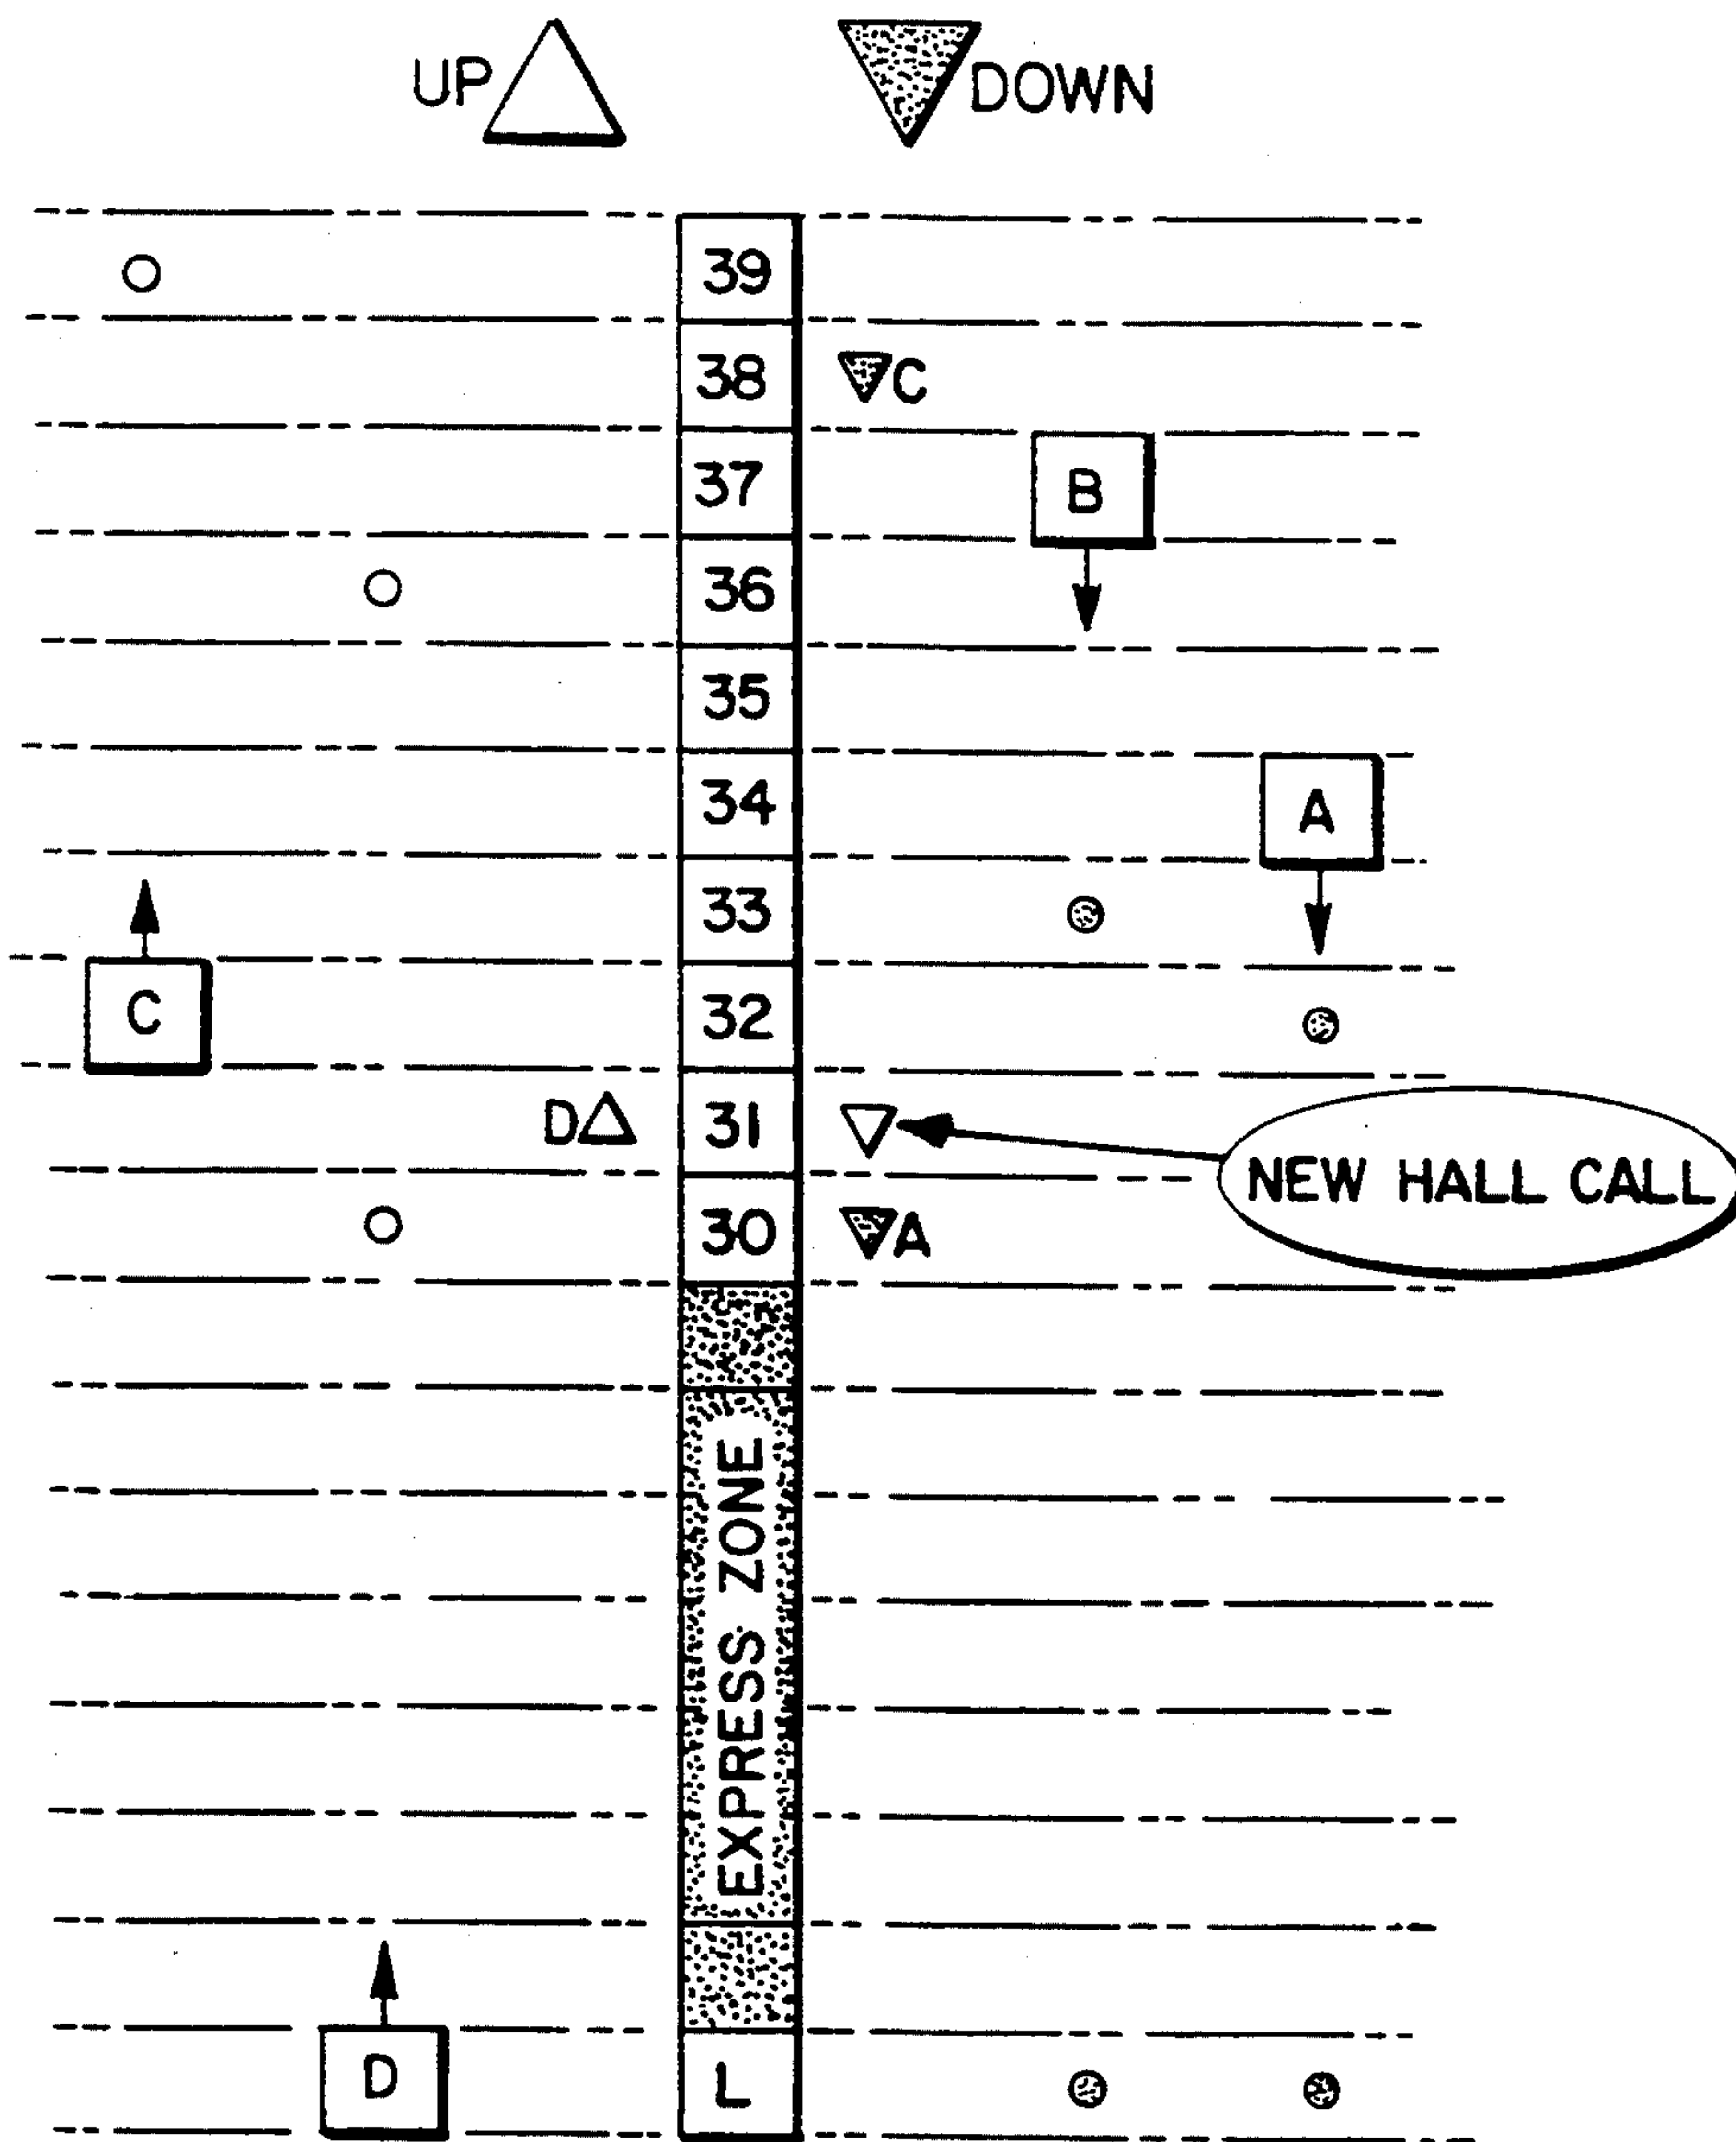 UP DOWN
39
38 C
37 B
36
35
34 A
33
C 32
D 31
NEW HALL CALL
30 A
EXPRESS ZONE
D L